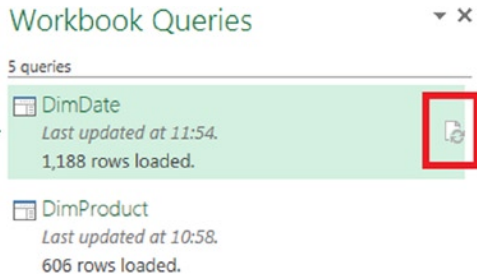 Workbook Queries
5 queries
DimDate
Last updated at 11:54.
1,188 rows loaded.
DimProduct
Last updated at 10:58.
606 rows loaded.